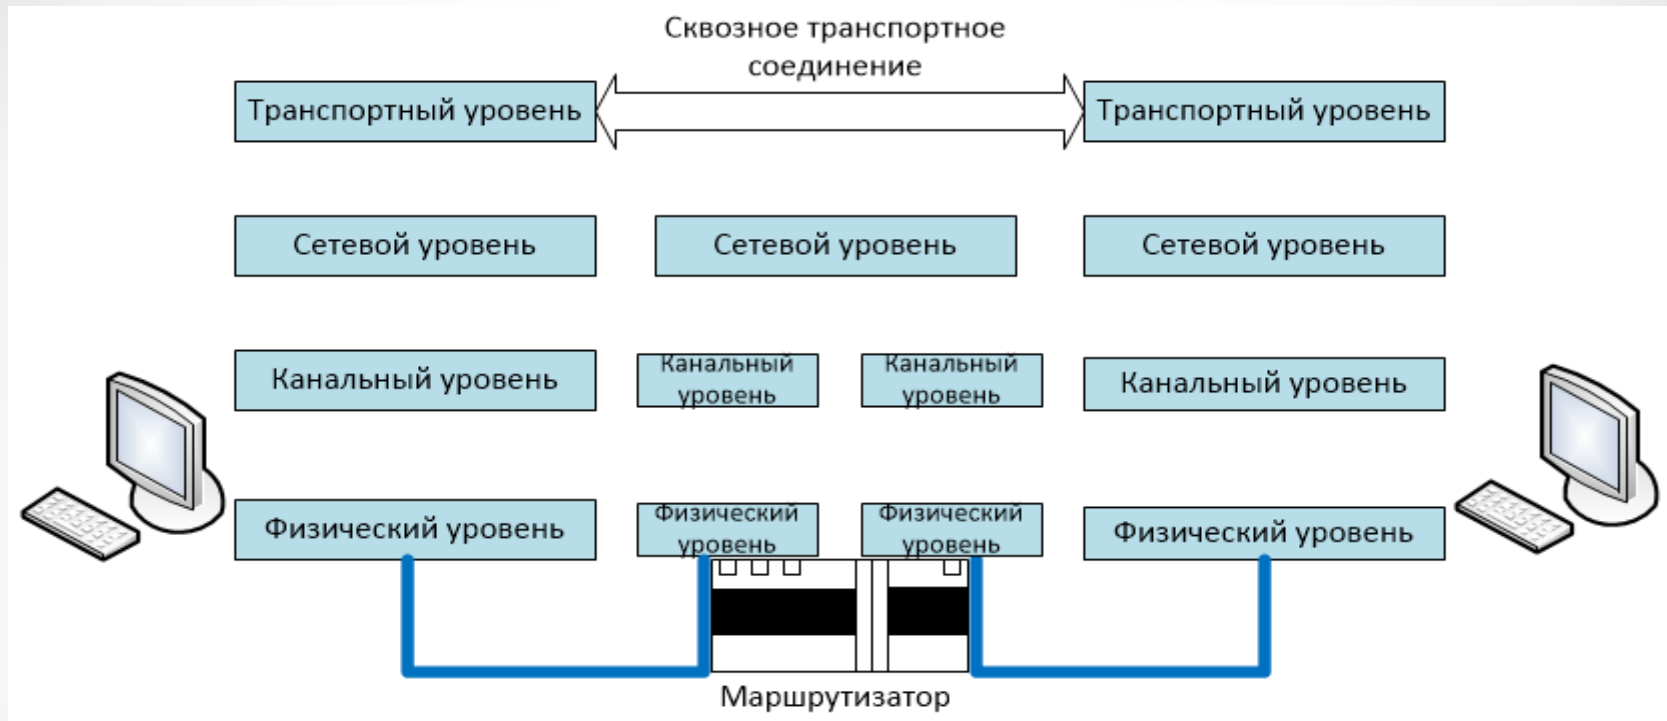 Сквозное транспортное
соединение
Транспортный уровень
Транспортный уровень
Сетевой уровень
Сетевой уровень
Сетевой уровень
Канальный уровень
Канальный
уровень
Канальный
уровень
Канальный уровень
Физический уровень
Физический
уровень
Физический
уровень
Физический уровень
Маршрутизатор